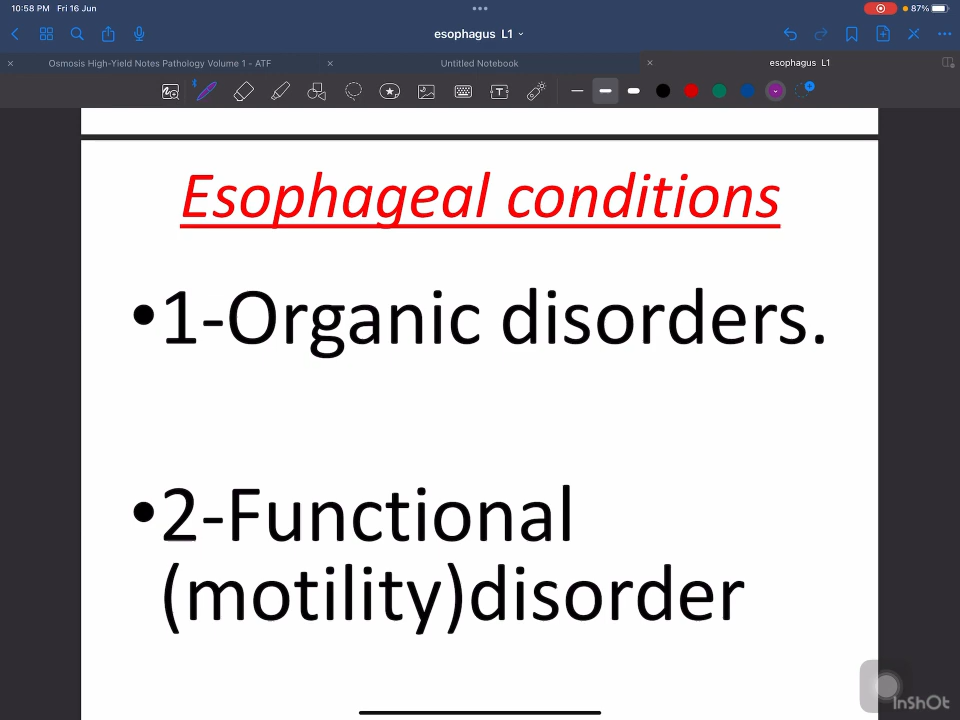 10:58 PM Fri 16 Jun
87%
esophagus L1
Osmosis High-Yield Notes Pathology Volume 1 - ATF
Untitled Notebook
esophagus L1
Esophageal conditions
•1-Organic disorders.
•2-Functional
(motility)disorder
InShOt